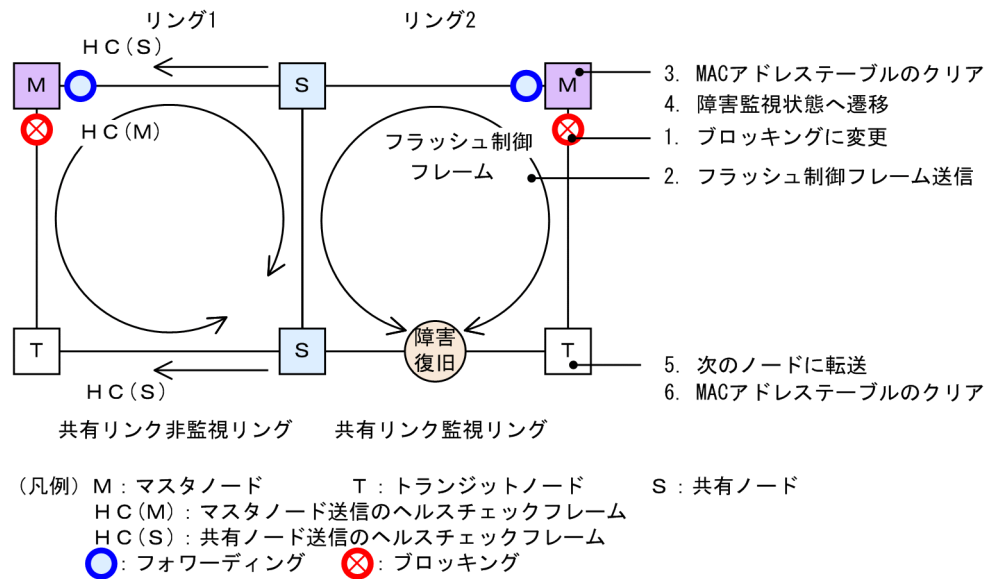 リング1
リング2
HC(S)
M
S
M
3. MACアドレステーブルのクリア
4. 障害監視状態へ遷移
HC(M)
フラッシュ制御
フレーム
1. ブロッキングに変更
2. フラッシュ制御フレーム送信
T
S
障害
復旧
T
5. 次のノードに転送
6. MACアドレステーブルのクリア
HC(S)
共有リンク非監視リング
共有リンク監視リング
(凡例) M:マスタノード T:トランジットノード S:共有ノード
HC(M):マスタノード送信のヘルスチェックフレーム
HC(S):共有ノード送信のヘルスチェックフレーム
:フォワーディング :ブロッキング